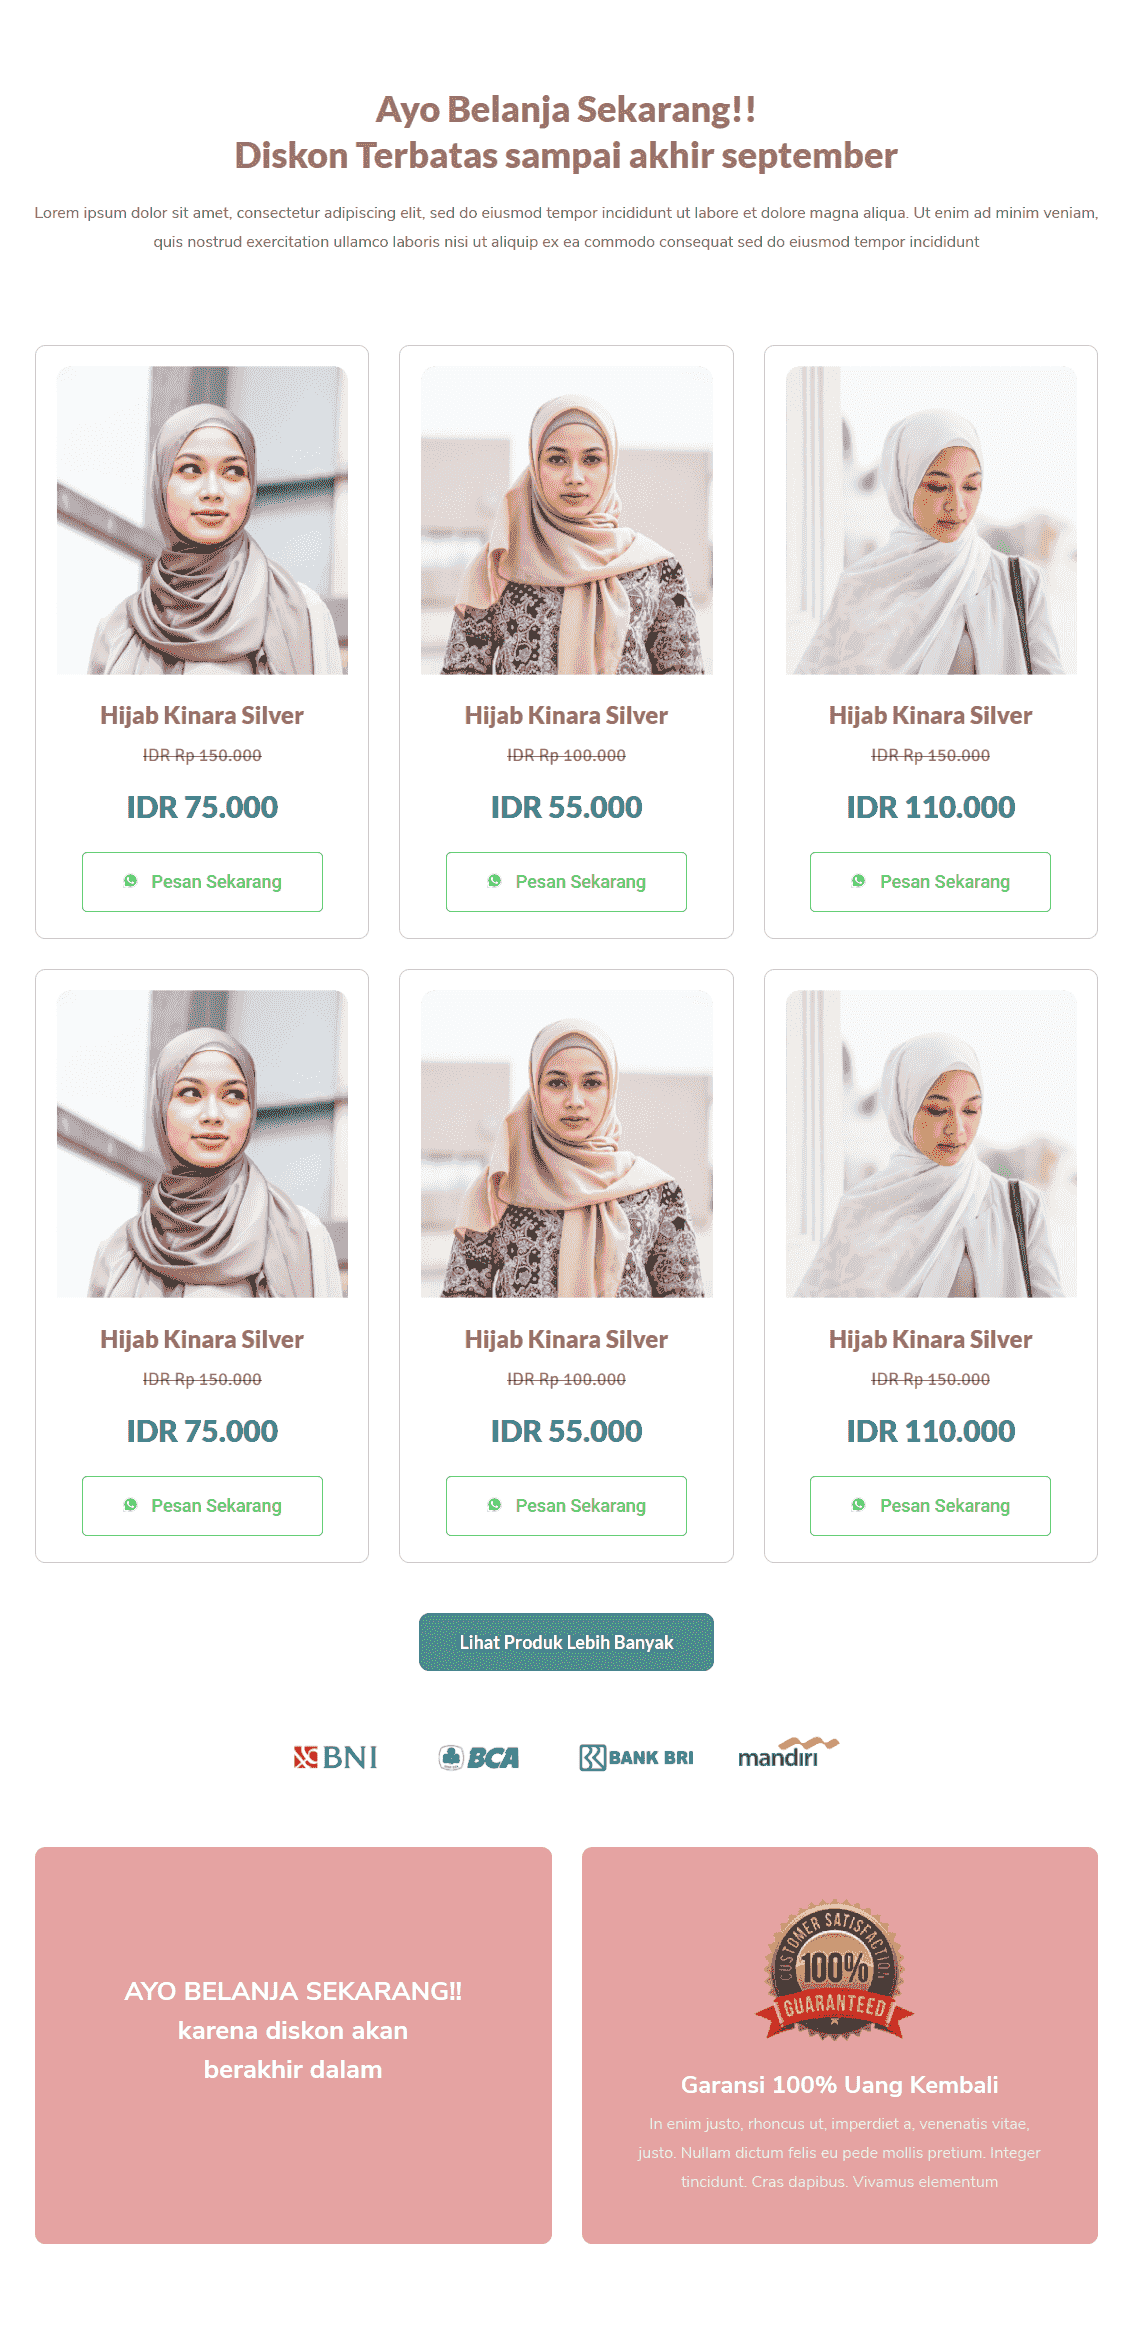 Ayo Belanja Sekarang!!
Diskon Terbatas sampai akhir september
Lorem ipsum dolor sit amet, consectetur adipiscing elit, sed do eiusmod tempor incididunt ut labore et dolore magna aliqua. Ut enim ad minim veniam,
quis nostrud exercitation ullamco laboris nisi ut aliquip ex ea commodo consequat sed do eiusmod tempor incididunt
Hijab Kinara Silver
IDR Rp 150.000
IDR 75.000
Pesan Sekarang
Hijab Kinara Silver
IDR Rp 100.000
IDR 55.000
Pesan Sekarang
Hijab Kinara Silver
IDR Rp 150.000
IDR 110.000
Pesan Sekarang
Hijab Kinara Silver
IDR Rp 150.000
IDR 75.000
Pesan Sekarang
Hijab Kinara Silver
IDR Rp 100.000
IDR 55.000
Pesan Sekarang
Hijab Kinara Silver
IDR Rp 150.000
IDR 110.000
Pesan Sekarang
Lihat Produk Lebih Banyak
BNI
BCA
BANK BRI
mandiri
AYO BELANJA SEKARANG!!
karena diskon akan
berakhir dalam
CUSTOMER SATISFACTION
100%
GUARANTEED
Garansi 100% Uang Kembali
In enim justo, rhoncus ut, imperdiet a, venenatis vitae,
justo. Nullam dictum felis eu pede mollis pretium. Integer
tincidunt. Cras dapibus. Vivamus elementum